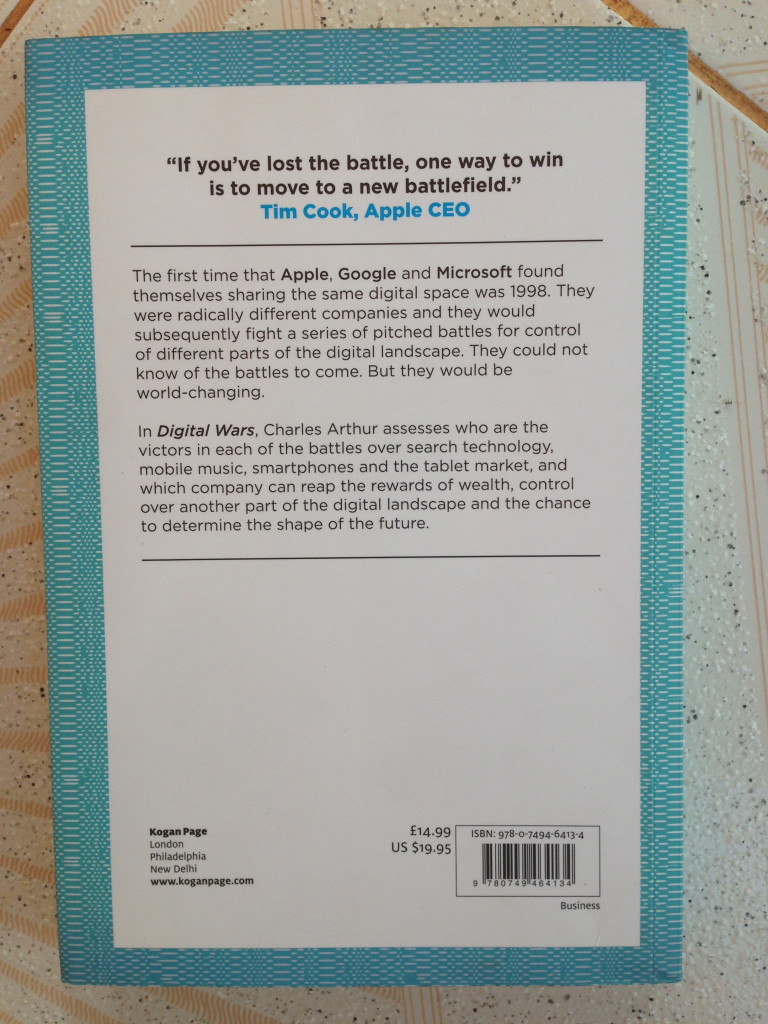 “If you’ve lost the battle, one way to win
is to move to a new battlefield.”
Tim Cook, Apple CEO
The first time that Apple, Google and Microsoft found
themselves sharing the same digital space was 1998. They
were radically different companies and they would
subsequently fight a series of pitched battles for control
of different parts of the digital landscape. They could not
know of the battles to come. But they would be
world-changing.
In Digital Wars, Charles Arthur assesses who are the
victors in each of the battles over search technology,
mobile music, smartphones and the tablet market, and
which company can reap the rewards of wealth, control
over another part of the digital landscape and the chance
to determine the shape of the future.
Kogan Page
London
Philadelphia
New Delhi
www.koganpage.com
£14.99
US $19.95
ISBN: 978-0-7494-6413-4
9 780749 464134
Business